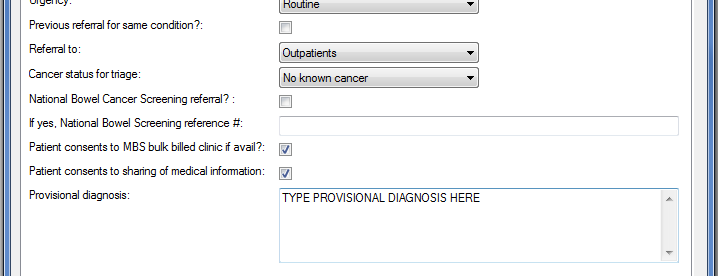 Urgency: Routine
Previous referral for same condition?:
Referral to: Outpatients
Cancer status for triage: No known cancer
National Bowel Cancer Screening referral? :
If yes, National Bowel Screening reference #:
Patient consents to MBS bulk billed clinic if avail?:
Patient consents to sharing of medical information:
Provisional diagnosis: TYPE PROVISIONAL DIAGNOSIS HERE